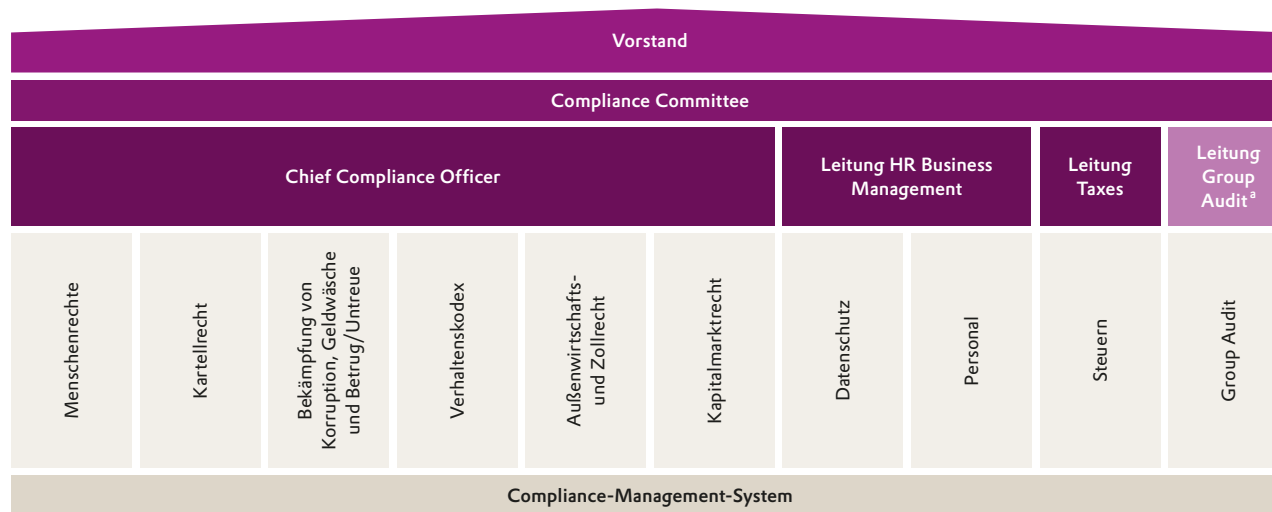 Vorstand
Compliance Committee
Chief Compliance Officer
Leitung HR Business
Management
Leitung
Taxes
Leitung
Group
Audit a
Menschenrechte
Kartellrecht
Bekämpfung von
Korruption, Geldwäsche
und Betrug/Untreue
Verhaltenskodex
Außenwirtschafts-
und Zollrecht
Kapitalmarktrecht
Datenschutz
Personal
Steuern
Group Audit
Compliance-Management-System